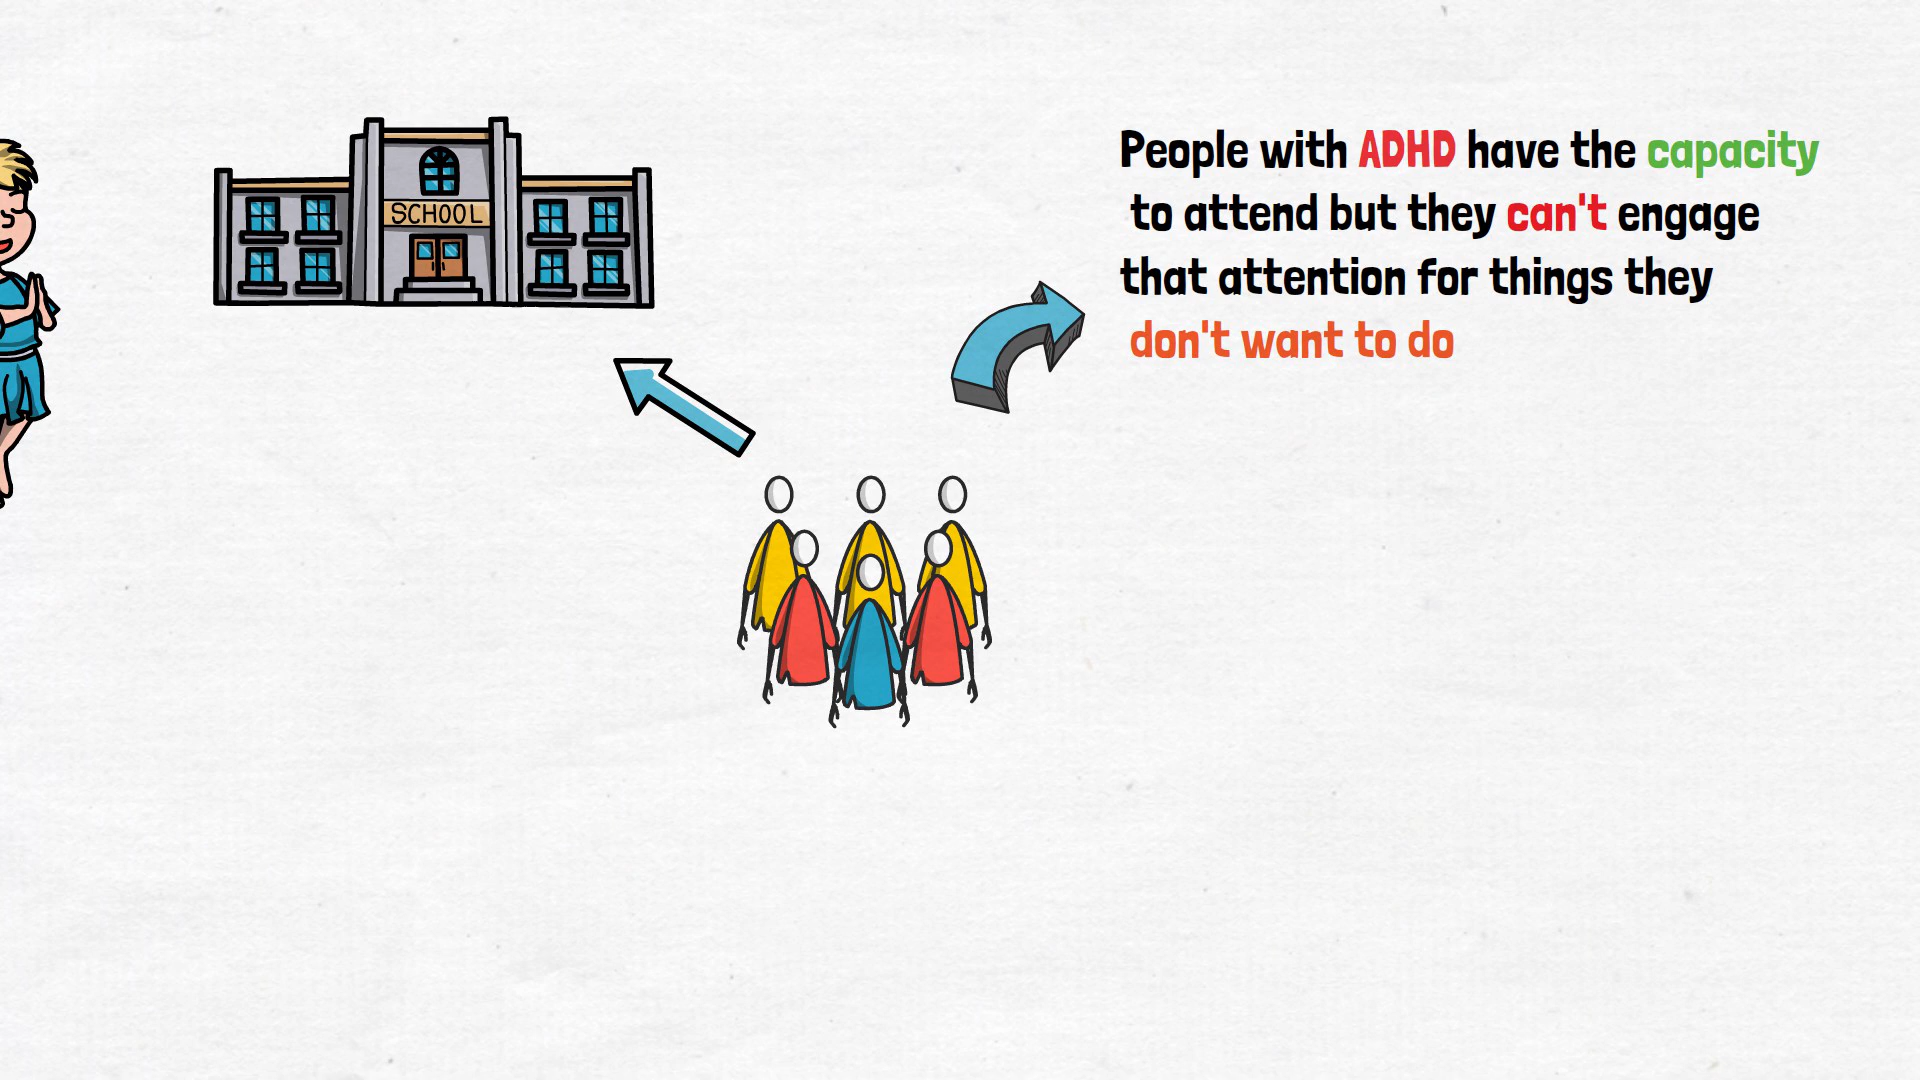 SCHOOL
People with ADHD have the capacity
to attend but they can't engage
that attention for things they
don't want to do